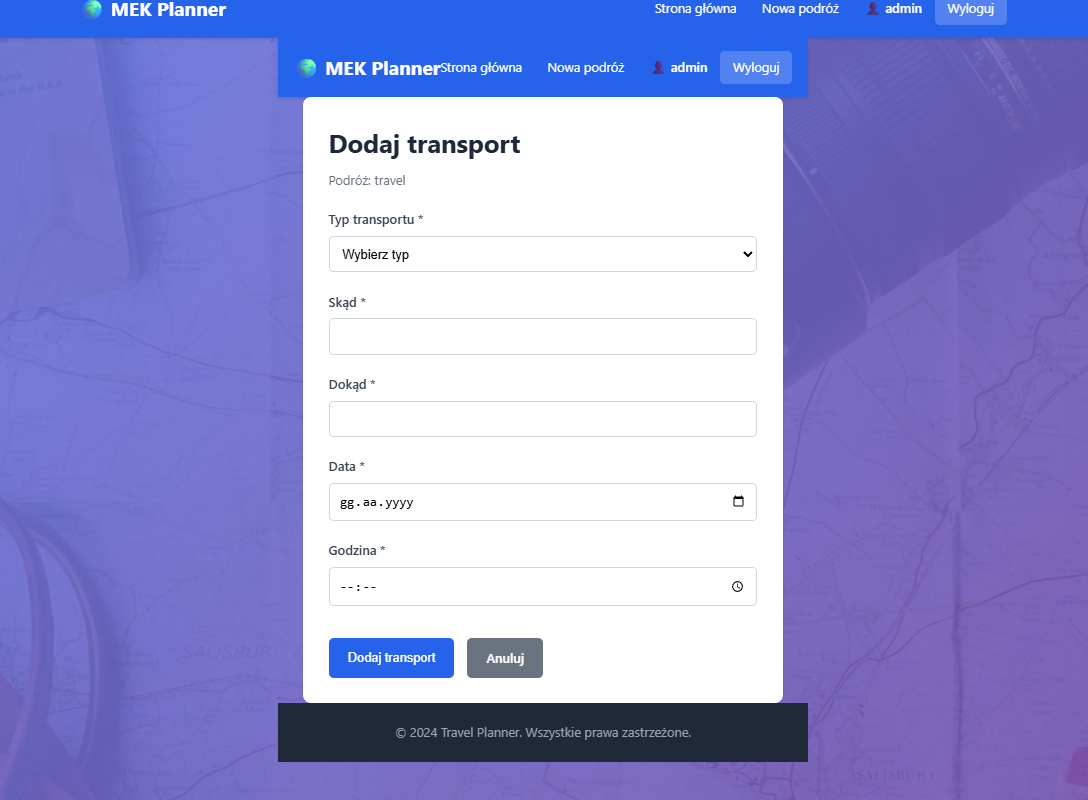 MEK Planner Strona główna Nowa podróż admin Wyloguj
MEK Planner Strona główna Nowa podróż admin Wyloguj
Dodaj transport
Podróż: travel
Typ transportu *
Wybierz typ
Skąd *
Dokąd *
Data *
gg.aa.yyyy
Godzina *
--:--
Dodaj transport Anuluj
© 2024 Travel Planner. Wszystkie prawa zastrzeżone.
SALISBURY